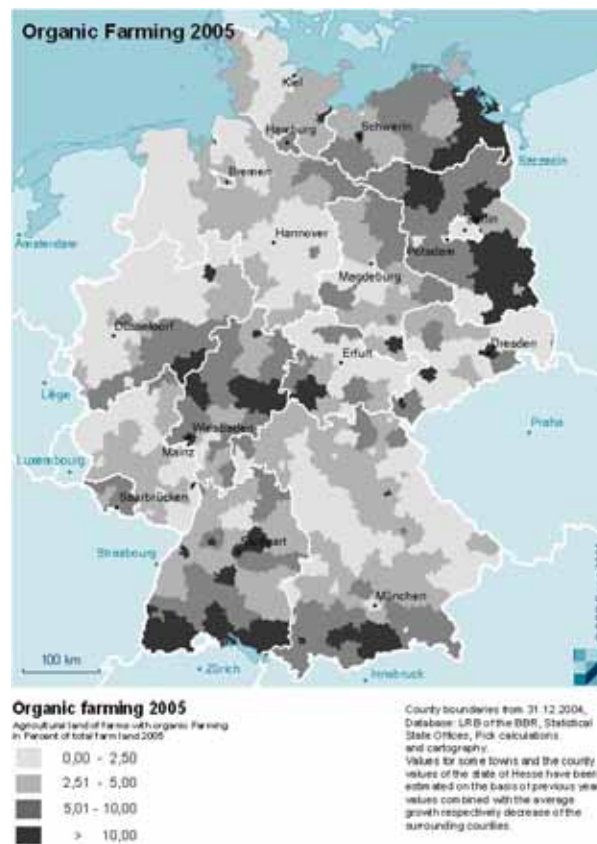 Organic Farming 2005
Kiel
Hamburg
Schwerin
Szczecin
Bremen
Amsterdam
Hannover
Potsdam
Magdeburg
Düsseldorf
Erfurt
Dresden
Liège
Wiesbaden
Praha
Mainz
Luxembourg
Saarbrücken
Strasbourg
München
100 km
Zürich
Innsbruck
Organic farming 2005
Agricultural land of farms with organic Farming
in Percent of total farm land 2005
0,00 - 2,50
2,51 - 5,00
5,01 - 10,00
> 10,00
County boundaries from 31.12.2004,
Database: LRB of the BBR, Statistical
State Offices, Pick calculations
and cartography.
Values for some towns and the county
values of the state of Hesse have been
estimated on the basis of previous year
values combined with the average
growth respectively decrease of the
surrounding counties.